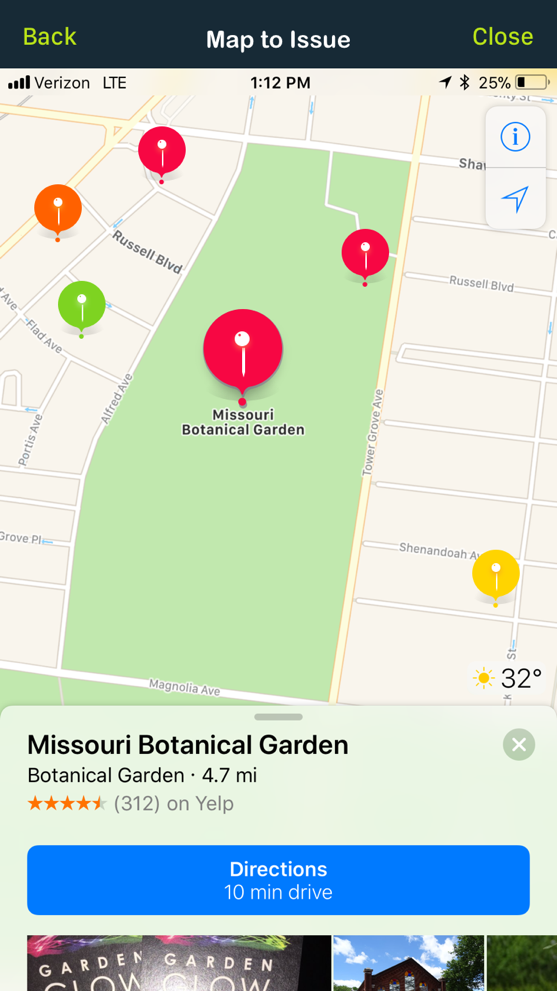 Back
Map to Issue
Close
Verizon LTE
1:12 PM
25%
Russell Blvd
Russell Blvd
Flad Ave
Ave
Alfred Ave
Portis Ave
Missouri
Botanical Garden
Tower Grove Ave
Grove Pl
Shenandoah Av
St
Magnolia Ave
32°
Missouri Botanical Garden
Botanical Garden · 4.7 mi
(312) on Yelp
Directions
10 min drive
GARDEN GARDEN
GLOW GLOW